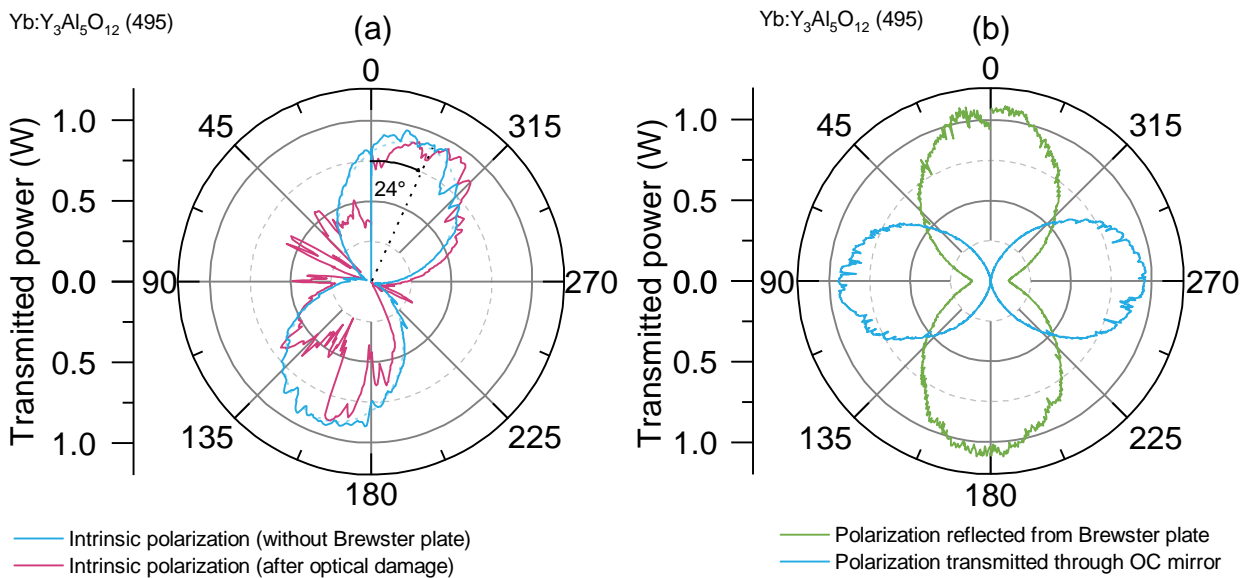 Yb:Y₃Al₅O₁₂ (495)
(a)
Transmitted power (W)
1.0
0.5
0.0
0.5
1.0
0
45
315
90
270
135
225
180
24°
Intrinsic polarization (without Brewster plate)
Intrinsic polarization (after optical damage)
Yb:Y₃Al₅O₁₂ (495)
(b)
Transmitted power (W)
1.0
0.5
0.0
0.5
1.0
0
45
315
90
270
135
225
180
Polarization reflected from Brewster plate
Polarization transmitted through OC mirror